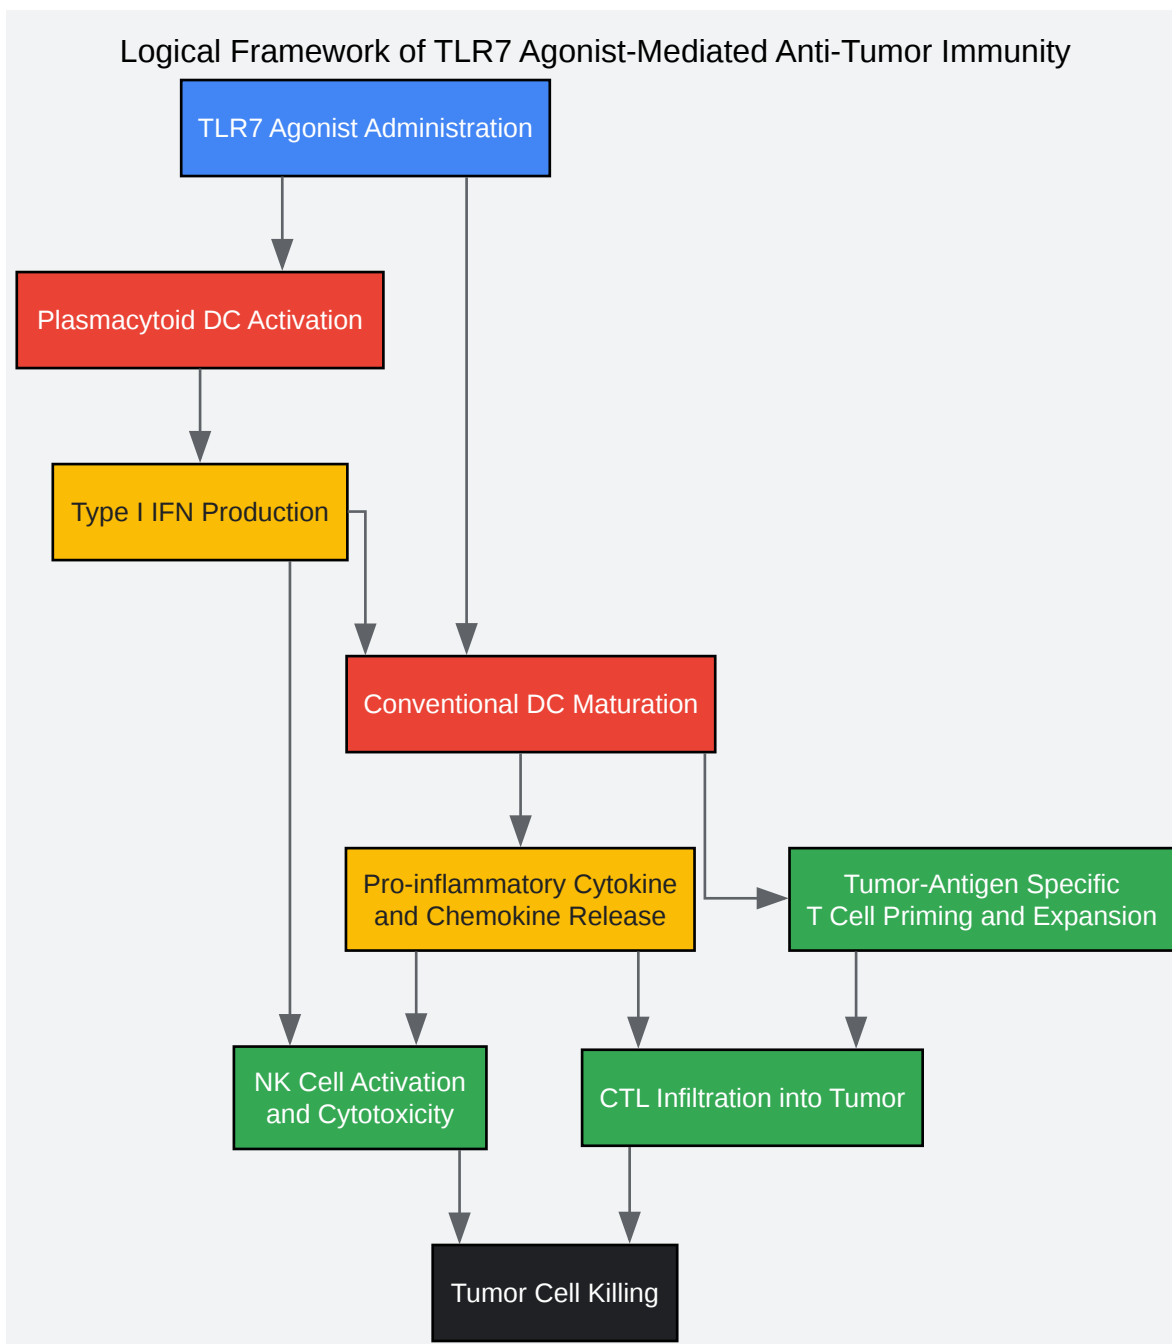 Logical Framework of TLR7 Agonist-Mediated Anti-Tumor Immunity
TLR7 Agonist Administration
Plasmacytoid DC Activation
Type I IFN Production
Conventional DC Maturation
Pro-inflammatory Cytokine
and Chemokine Release
Tumor-Antigen Specific
T Cell Priming and Expansion
NK Cell Activation
and Cytotoxicity
CTL Infiltration into Tumor
Tumor Cell Killing